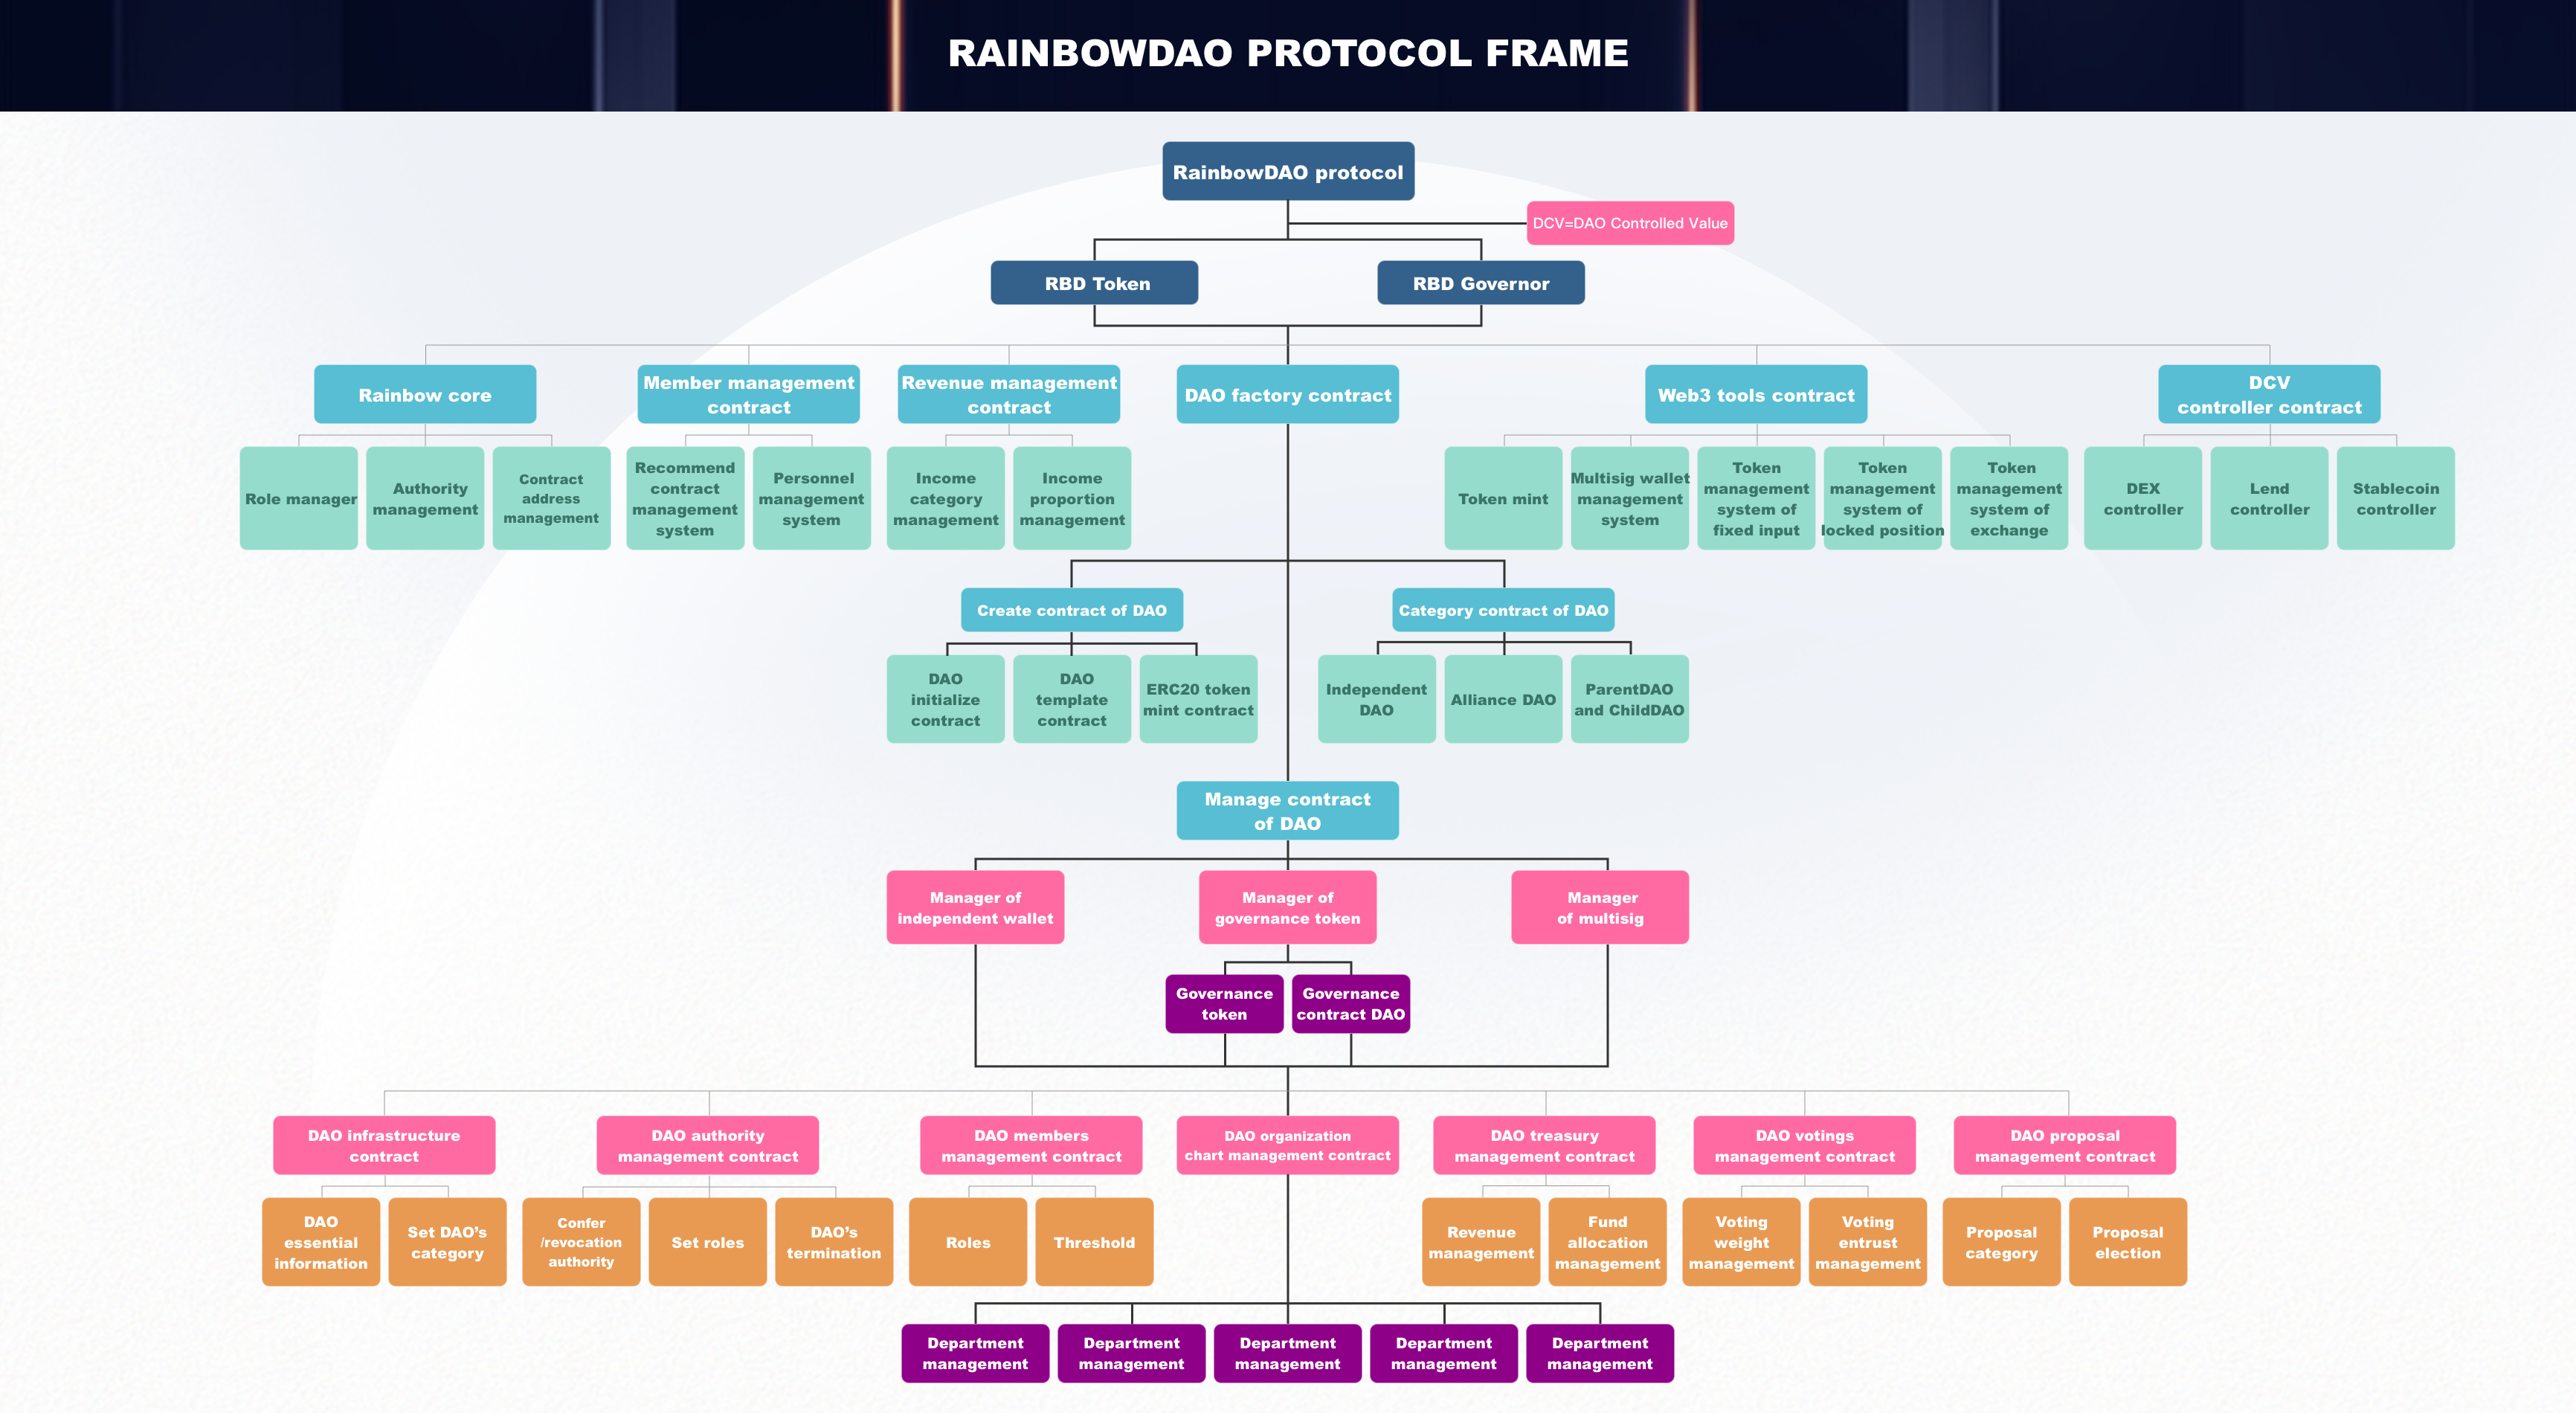 RAINBOWDAO PROTOCOL FRAME
RainbowDAO protocol
DCV=DAO Controlled Value
RBD Token
RBD Governor
Rainbow core
Member management
contract
Revenue management
contract
DAO factory contract
Web3 tools contract
DCV
controller contract
Role manager
Authority
management
Contract
address
management
Recommend
contract
management
system
Personnel
management
system
Income
category
management
Income
proportion
management
Token mint
Multisig wallet
management
system
Token
management
system of
fixed input
Token
management
system of
locked position
Token
management
system of
exchange
DEX
controller
Lend
controller
Stablecoin
controller
Create contract of DAO
Category contract of DAO
DAO
initialize
contract
DAO
template
contract
ERC20 token
mint contract
Independent
DAO
Alliance DAO
ParentDAO
and ChildDAO
Manage contract
of DAO
Manager of
independent wallet
Manager of
governance token
Manager
of multisig
Governance
token
Governance
contract DAO
DAO infrastructure
contract
DAO authority
management contract
DAO members
management contract
DAO organization
chart management contract
DAO treasury
management contract
DAO votings
management contract
DAO proposal
management contract
DAO
essential
information
Set DAO’s
category
Confer
/revocation
authority
Set roles
DAO’s
termination
Roles
Threshold
Revenue
management
Fund
allocation
management
Voting
weight
management
Voting
entrust
management
Proposal
category
Proposal
election
Department
management
Department
management
Department
management
Department
management
Department
management